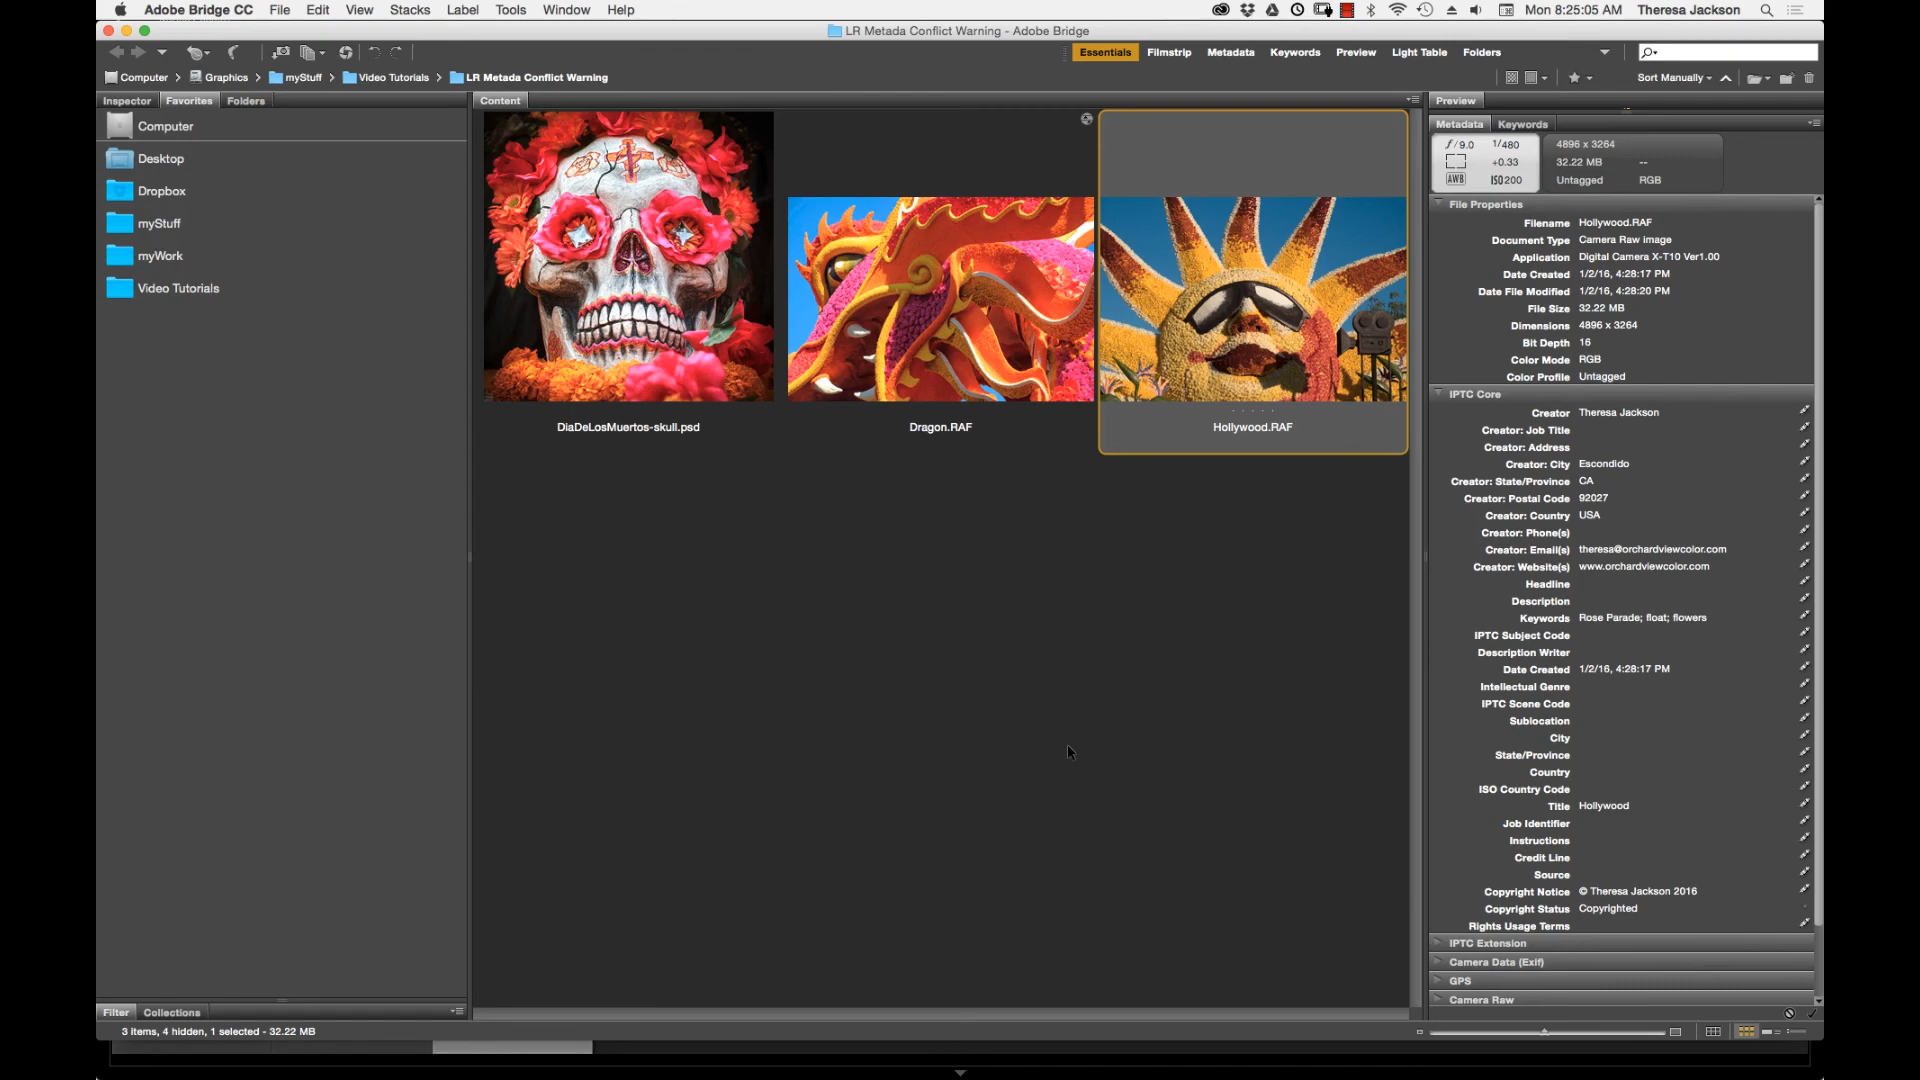 Adobe Bridge CC File Edit View Stacks Label Tools Window Help Mon 8:25:05 AM Theresa Jackson
LR Metada Conflict Warning - Adobe Bridge
Essentials Filmstrip Metadata Keywords Preview Light Table Folders
Computer Graphics myStuff Video Tutorials LR Metada Conflict Warning Sort Manually
Inspector Favorites Folders
Computer
Desktop
Dropbox
myStuff
myWork
Video Tutorials
Content
DiaDeLosMuertos-skull.psd
Dragon.RAF
Hollywood.RAF
Preview
Metadata Keywords
f/9.0 1/480 4896 x 3264
+0.33 32.22 MB --
AWB ISO200 Untagged RGB
File Properties
Filename Hollywood.RAF
Document Type Camera Raw image
Application Digital Camera X-T10 Ver1.00
Date Created 1/2/16, 4:28:17 PM
Date File Modified 1/2/16, 4:28:20 PM
File Size 32.22 MB
Dimensions 4896 x 3264
Bit Depth 16
Color Mode RGB
Color Profile Untagged
IPTC Core
Creator Theresa Jackson
Creator: Job Title
Creator: Address
Creator: City Escondido
Creator: State/Province CA
Creator: Postal Code 92027
Creator: Country USA
Creator: Phone(s)
Creator: Email(s) theresa@orchardviewcolor.com
Creator: Website(s) www.orchardviewcolor.com
Headline
Description
Keywords Rose Parade; float; flowers
IPTC Subject Code
Description Writer
Date Created 1/2/16, 4:28:17 PM
Intellectual Genre
IPTC Scene Code
Sublocation
City
State/Province
Country
ISO Country Code
Title Hollywood
Job Identifier
Instructions
Credit Line
Source
Copyright Notice © Theresa Jackson 2016
Copyright Status Copyrighted
Rights Usage Terms
IPTC Extension
Camera Data (Exif)
GPS
Camera Raw
Filter Collections
3 items, 4 hidden, 1 selected - 32.22 MB